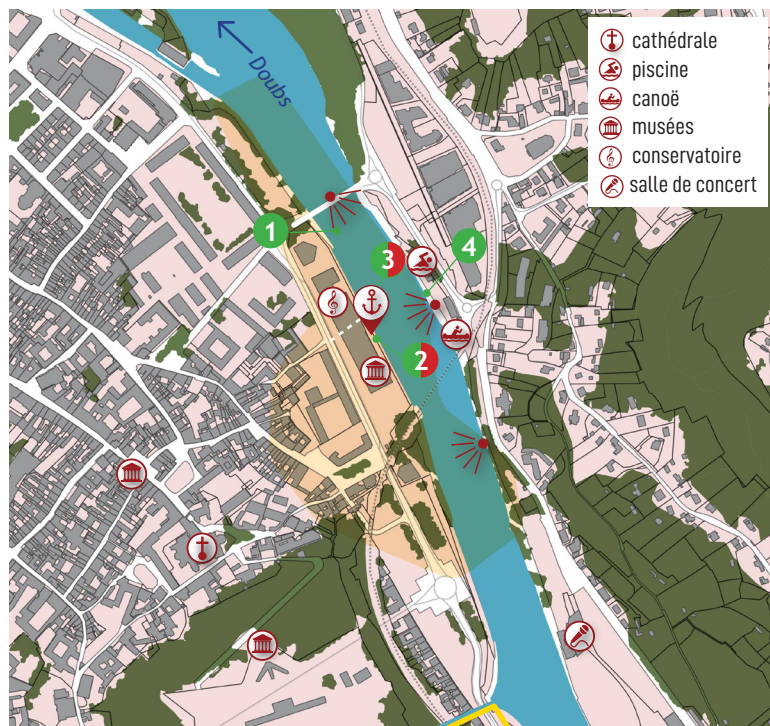 cathédrale
piscine
canoë
musées
conservatoire
salle de concert
Doubs
1
3
4
2